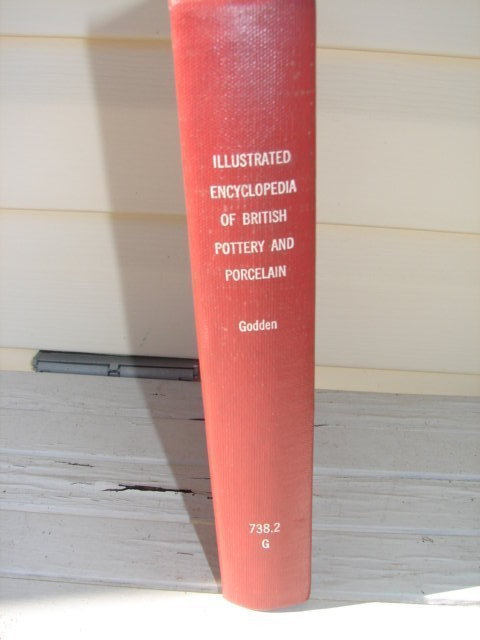 ILLUSTRATED
ENCYCLOPEDIA
OF BRITISH
POTTERY AND
PORCELAIN
Godden
738.2
G